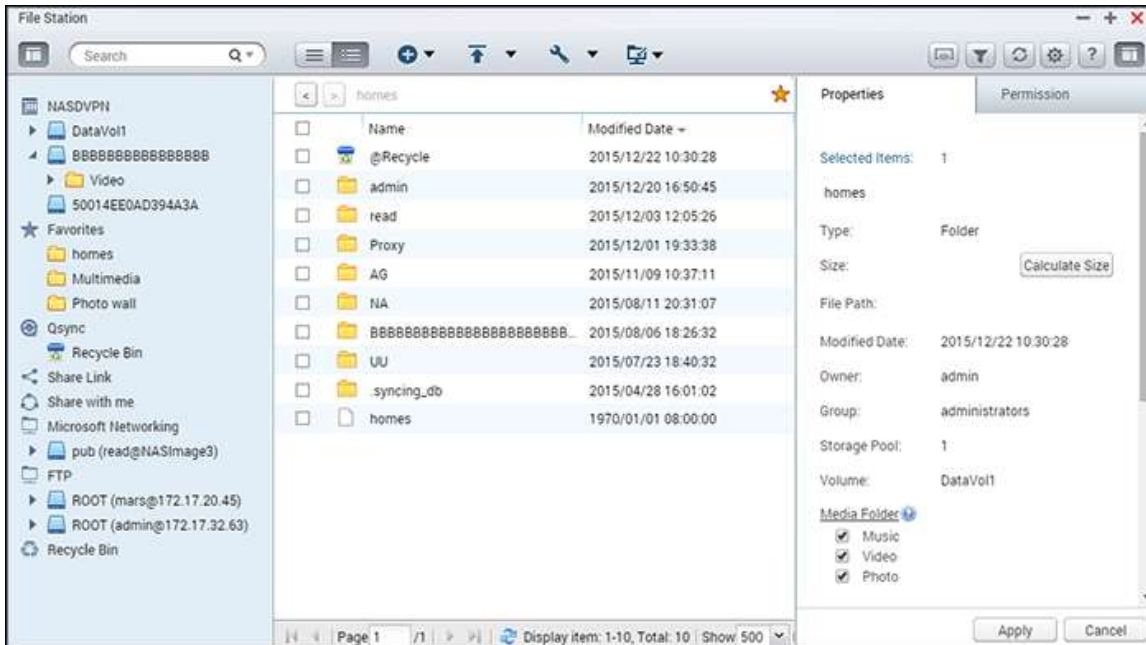 File Station
Search
NASDVPN
DataVol1
BBBBBBBBBBBBBBBB
Video
50014EE0AD394A3A
Favorites
homes
Multimedia
Photo wall
Qsync
Recycle Bin
Share Link
Share with me
Microsoft Networking
pub (read@NASImage3)
FTP
ROOT (mars@172.17.20.45)
ROOT (admin@172.17.32.63)
Recycle Bin
< > homes
Name Modified Date
@Recycle 2015/12/22 10:30:28
admin 2015/12/20 16:50:45
read 2015/12/03 12:05:26
Proxy 2015/12/01 19:33:38
AG 2015/11/09 10:37:11
NA 2015/08/11 20:31:07
BBBBBBBBBBBBBBBBBBBBBBBB... 2015/08/06 18:26:32
UU 2015/07/23 18:40:32
.syncing_db 2015/04/28 16:01:02
homes 1970/01/01 08:00:00
Page 1 /1 Display item: 1-10, Total: 10 Show 500
Properties Permission
Selected Items: 1
homes
Type: Folder
Size: Calculate Size
File Path:
Modified Date: 2015/12/22 10:30:28
Owner: admin
Group: administrators
Storage Pool: 1
Volume: DataVol1
Media Folder
Music
Video
Photo
Apply Cancel